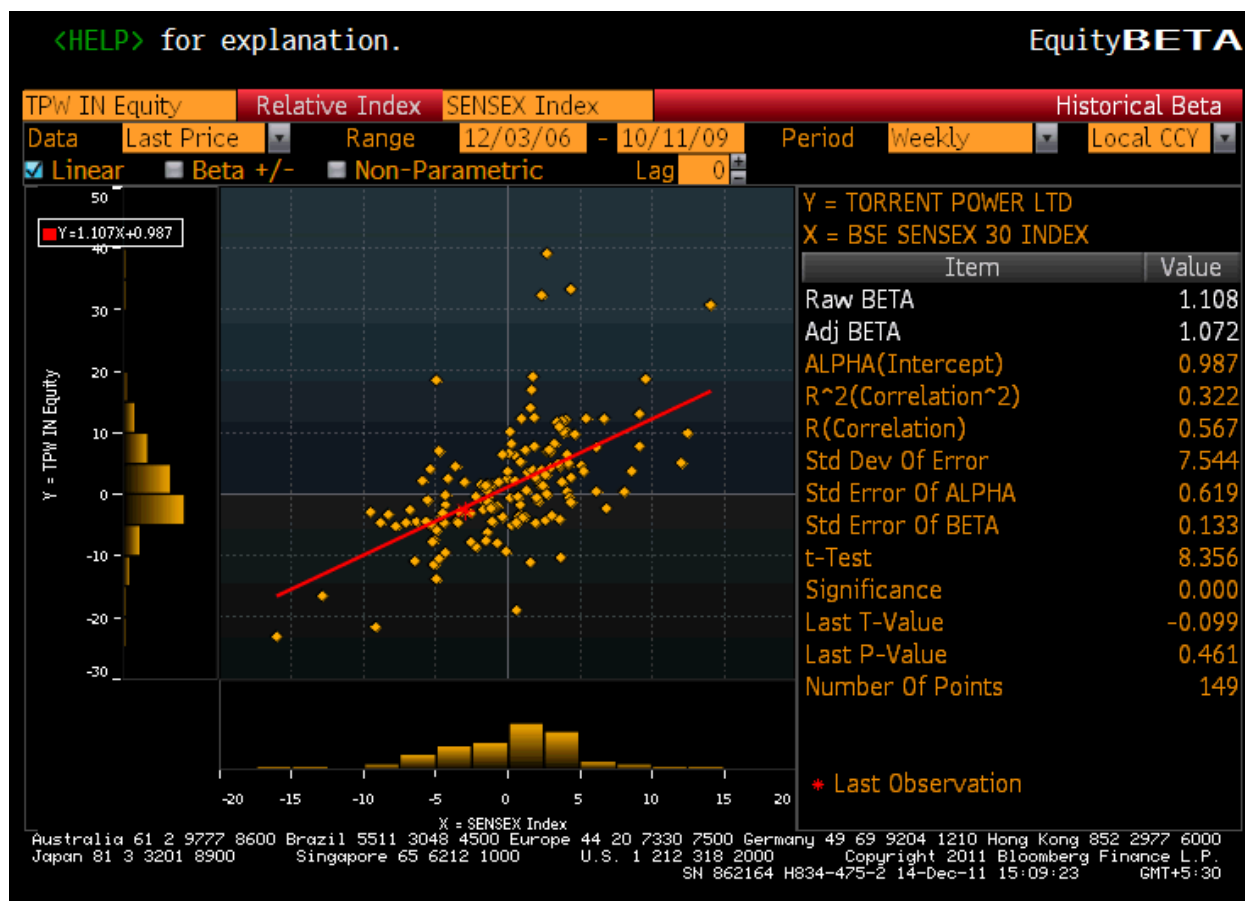 <HELP> for explanation.
EquityBETA
TPW IN Equity Relative Index SENSEX Index Historical Beta
Data Last Price Range 12/03/06 - 10/11/09 Period Weekly Local CCY
Linear Beta +/- Non-Parametric Lag 0
Y = TORRENT POWER LTD
X = BSE SENSEX 30 INDEX
Item Value
Raw BETA 1.108
Adj BETA 1.072
ALPHA(Intercept) 0.987
R^2(Correlation^2) 0.322
R(Correlation) 0.567
Std Dev Of Error 7.544
Std Error Of ALPHA 0.619
Std Error Of BETA 0.133
t-Test 8.356
Significance 0.000
Last T-Value -0.099
Last P-Value 0.461
Number Of Points 149
* Last Observation
50
Y=1.107X+0.987
40
30
20
10
0
-10
-20
-30
Y = TPW IN Equity
-20 -15 -10 -5 0 5 10 15 20
X = SENSEX Index
Australia 61 2 9777 8600 Brazil 5511 3048 4500 Europe 44 20 7330 7500 Germany 49 69 9204 1210 Hong Kong 852 2977 6000
Japan 81 3 3201 8900 Singapore 65 6212 1000 U.S. 1 212 318 2000 Copyright 2011 Bloomberg Finance L.P.
SN 862164 H834-475-2 14-Dec-11 15:09:23 GMT+5:30